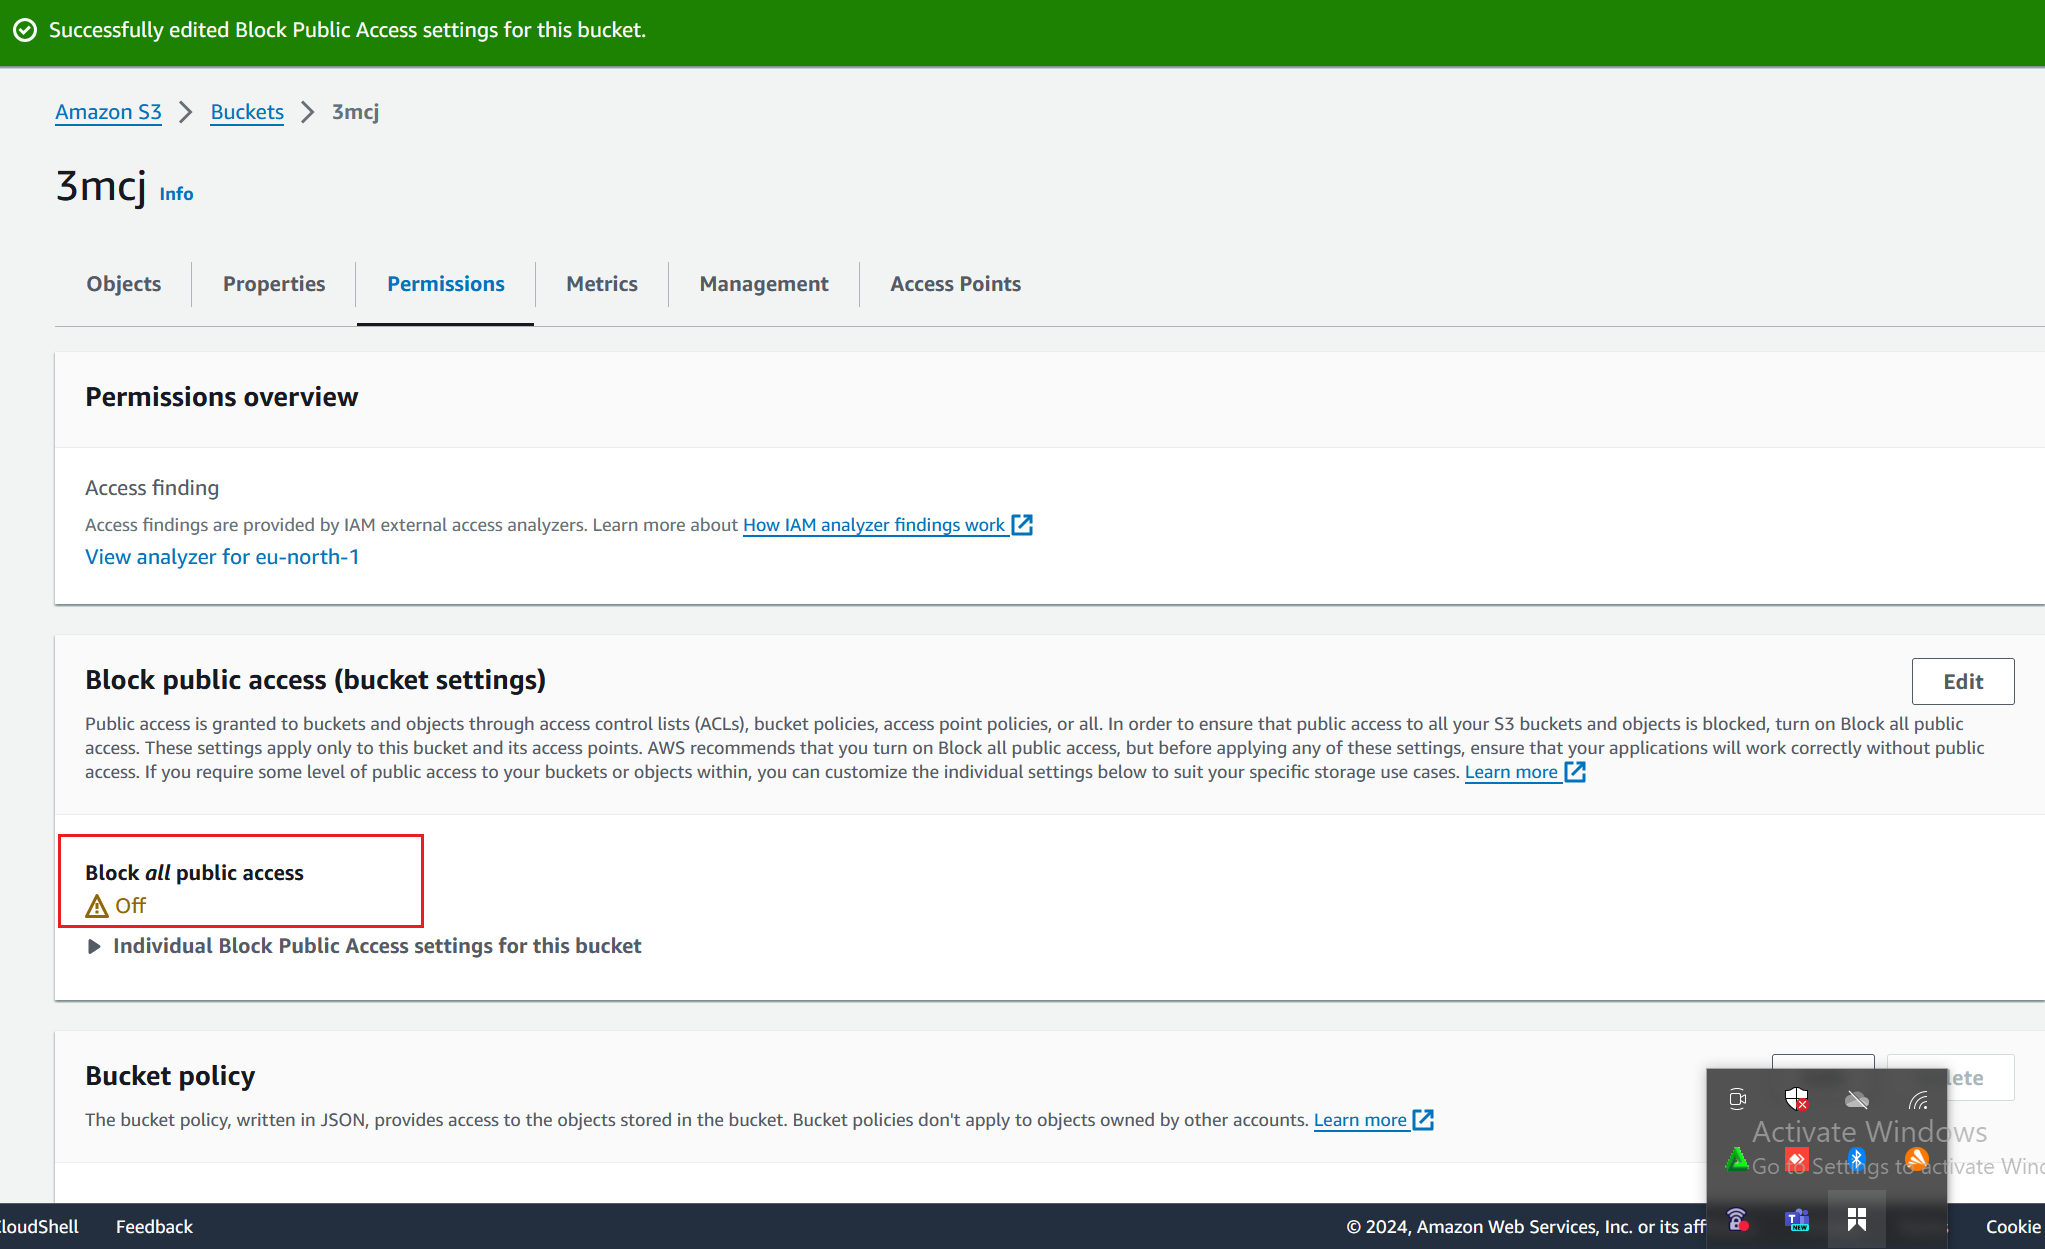 Successfully edited Block Public Access settings for this bucket.
Amazon S3 > Buckets > 3mcj
3mcj Info
Objects Properties Permissions Metrics Management Access Points
Permissions overview
Access finding
Access findings are provided by IAM external access analyzers. Learn more about How IAM analyzer findings work
View analyzer for eu-north-1
Block public access (bucket settings)
Edit
Public access is granted to buckets and objects through access control lists (ACLs), bucket policies, access point policies, or all. In order to ensure that public access to all your S3 buckets and objects is blocked, turn on Block all public
access. These settings apply only to this bucket and its access points. AWS recommends that you turn on Block all public access, but before applying any of these settings, ensure that your applications will work correctly without public
access. If you require some level of public access to your buckets or objects within, you can customize the individual settings below to suit your specific storage use cases. Learn more
Block all public access
Off
Individual Block Public Access settings for this bucket
Bucket policy
lete
The bucket policy, written in JSON, provides access to the objects stored in the bucket. Bucket policies don't apply to objects owned by other accounts. Learn more
Activate Windows
Go to Settings to activate Wind
loudShell Feedback
© 2024, Amazon Web Services, Inc. or its aff
Cookie